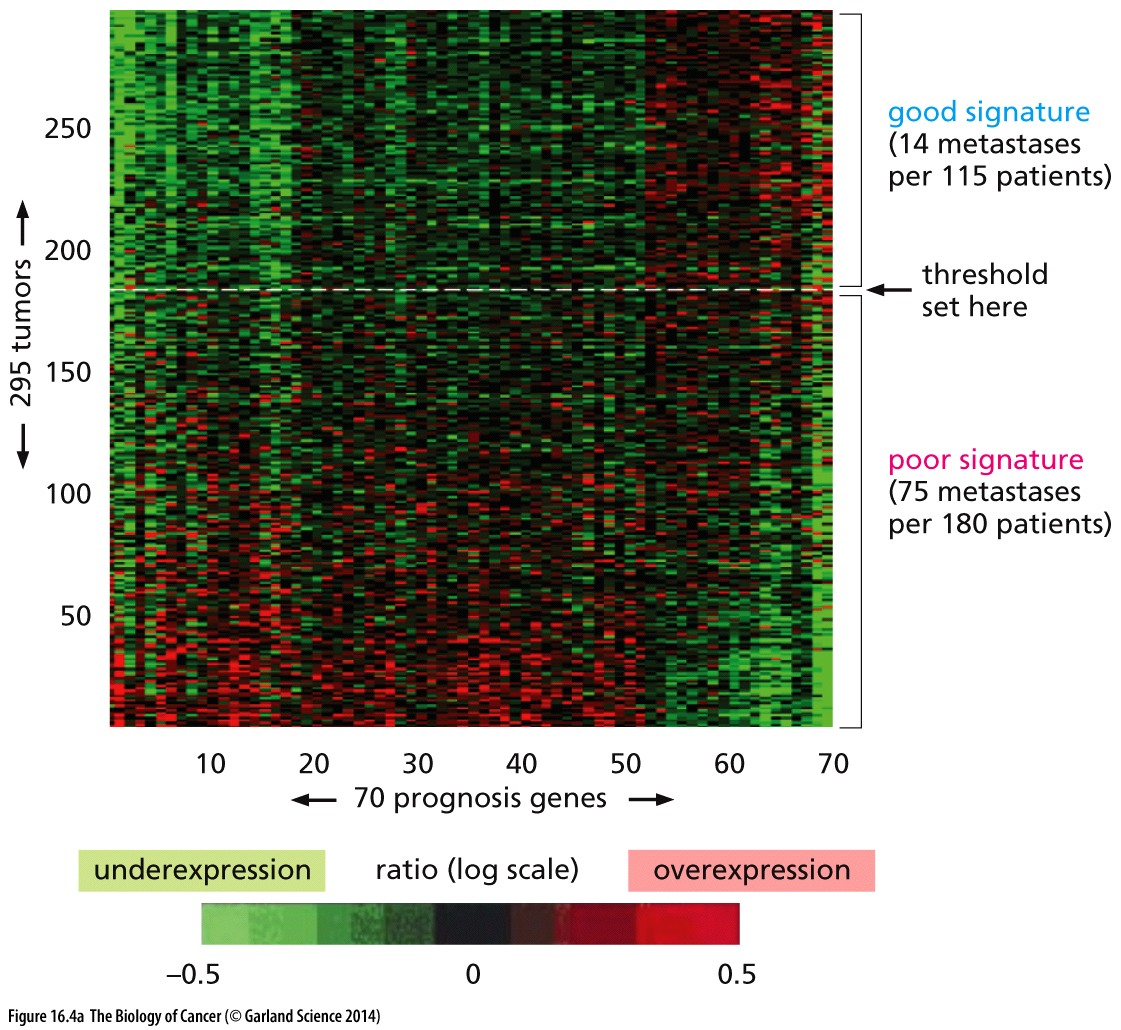 250
200
150
100
50
← 295 tumors →
good signature
(14 metastases
per 115 patients)
threshold
set here
poor signature
(75 metastases
per 180 patients)
10 20 30 40 50 60 70
← 70 prognosis genes →
underexpression ratio (log scale) overexpression
–0.5 0 0.5
Figure 16.4a The Biology of Cancer (© Garland Science 2014)